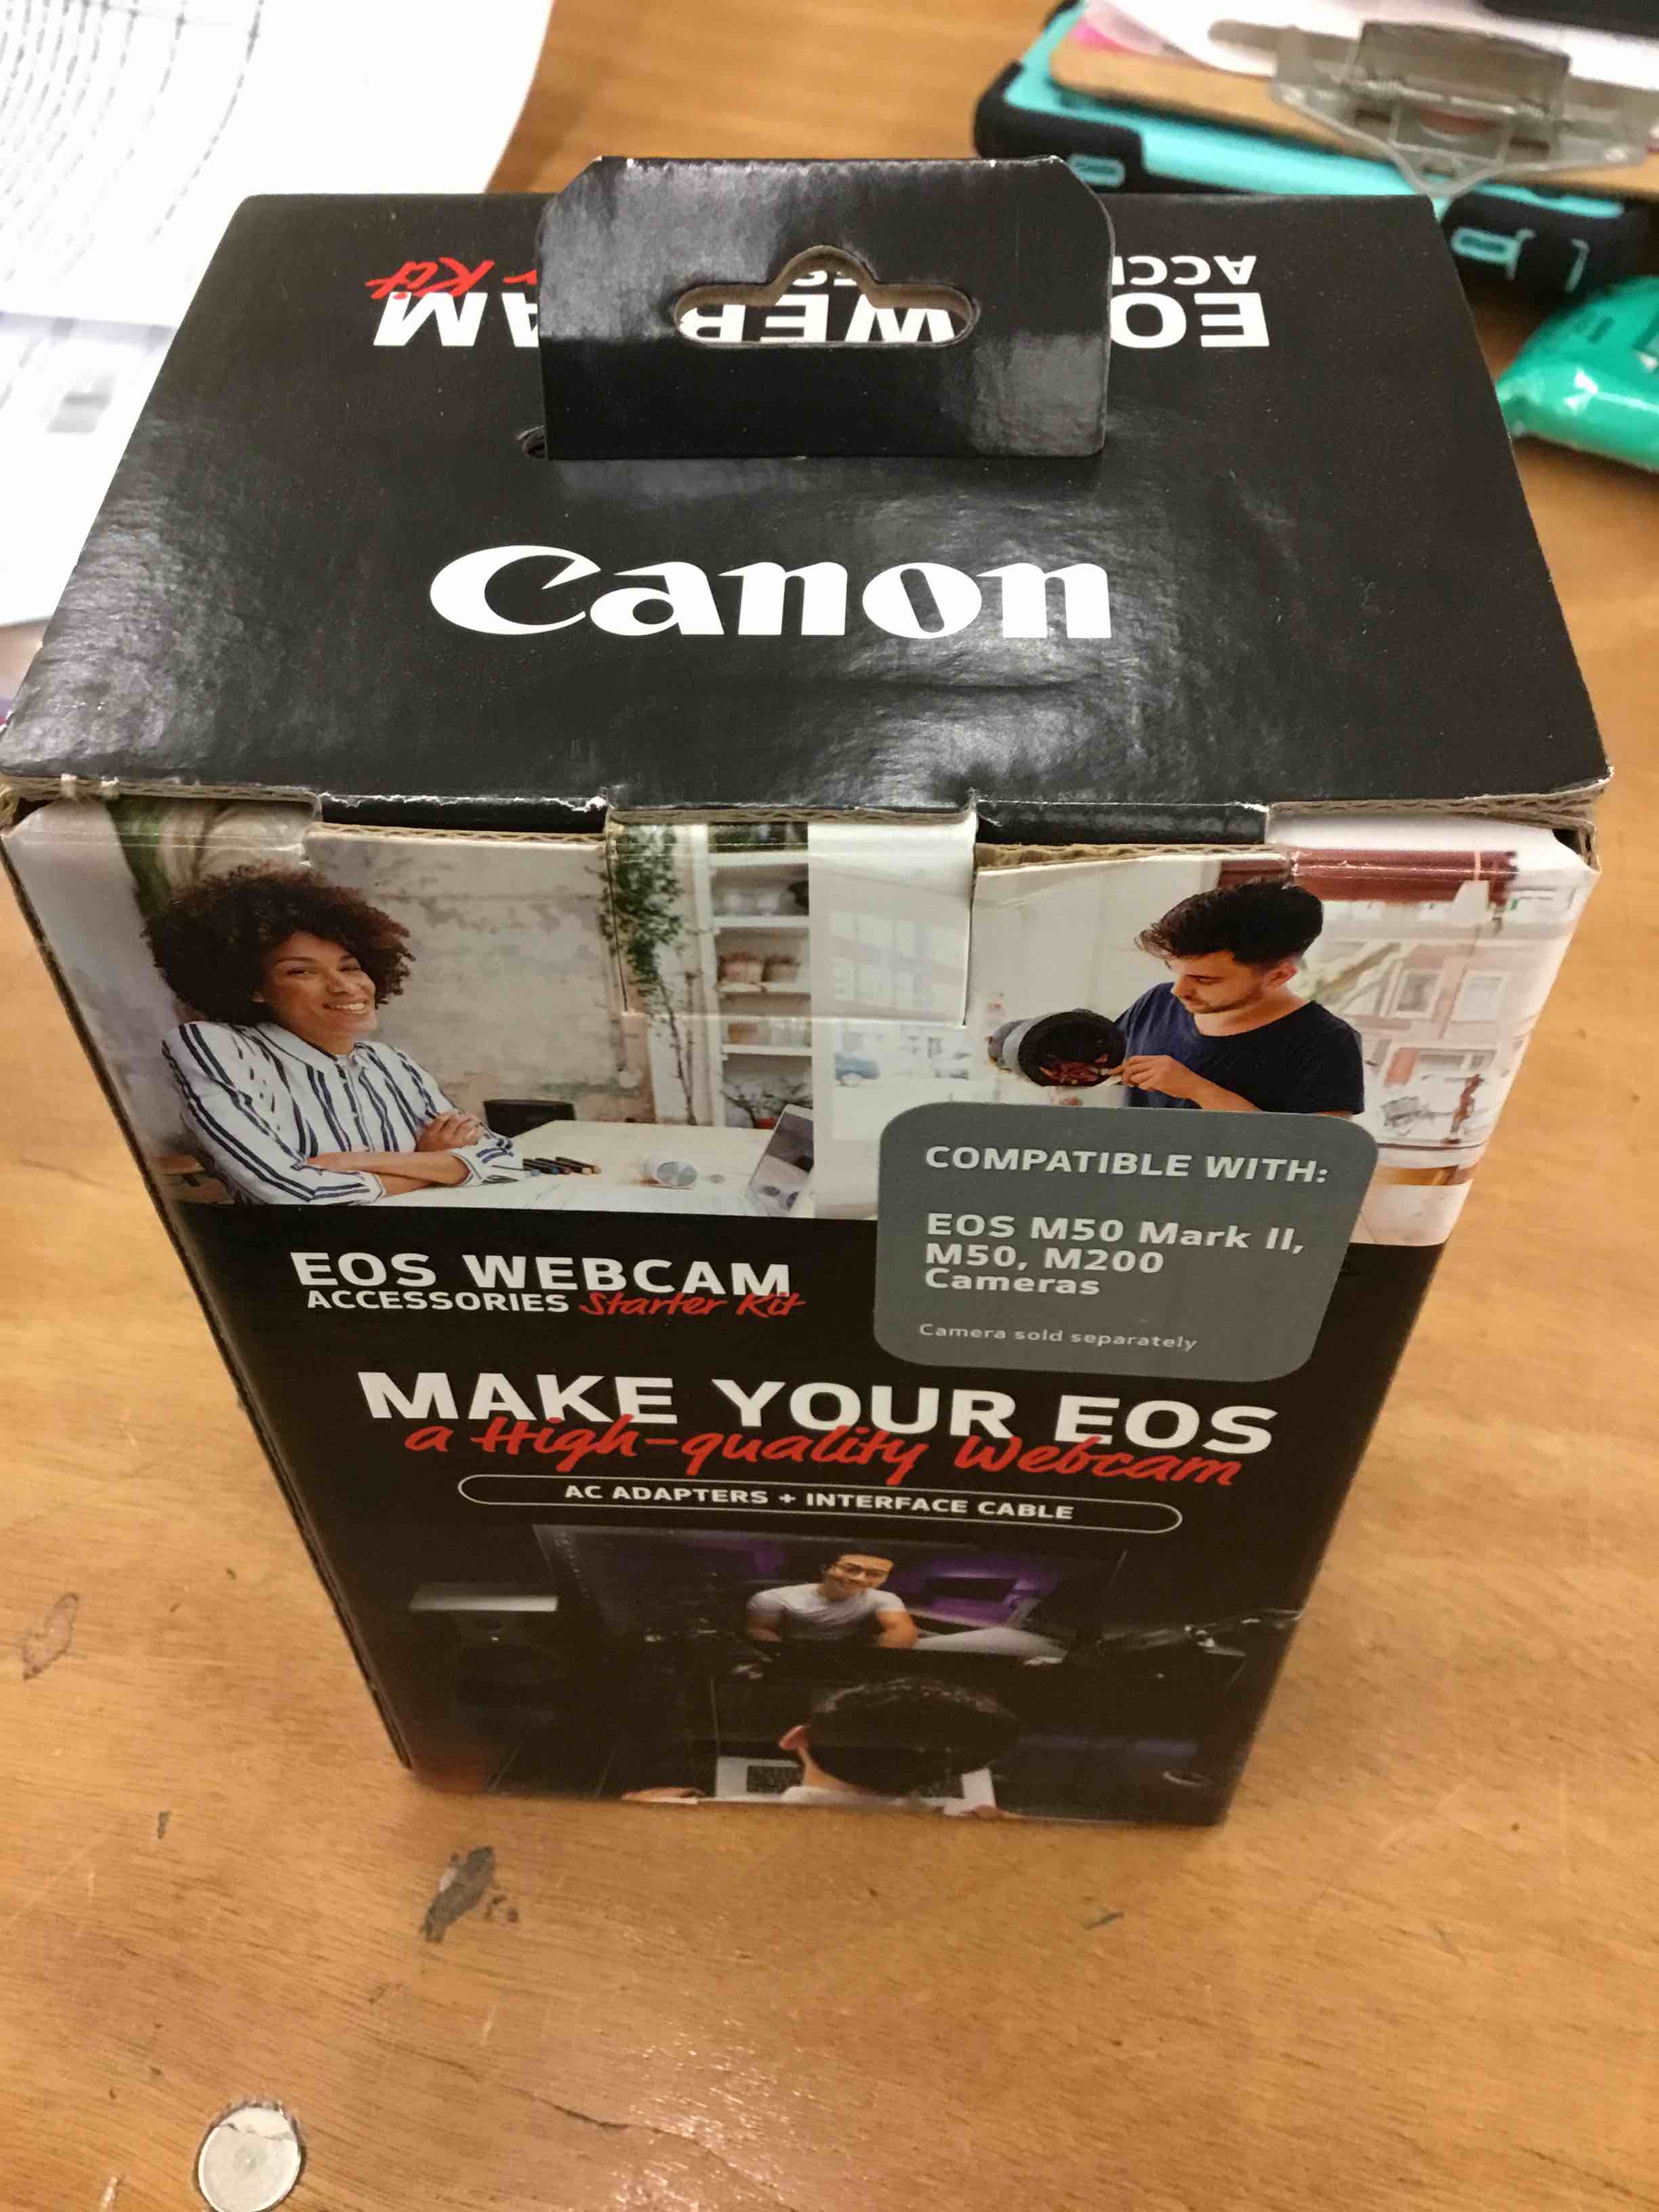 Canon
COMPATIBLE WITH:
EOS M50 Mark II,
M50, M200
Cameras
Camera sold separately
EOS WEBCAM
ACCESSORIES Starter Kit
MAKE YOUR EOS
a High-quality Webcam
AC ADAPTERS + INTERFACE CABLE